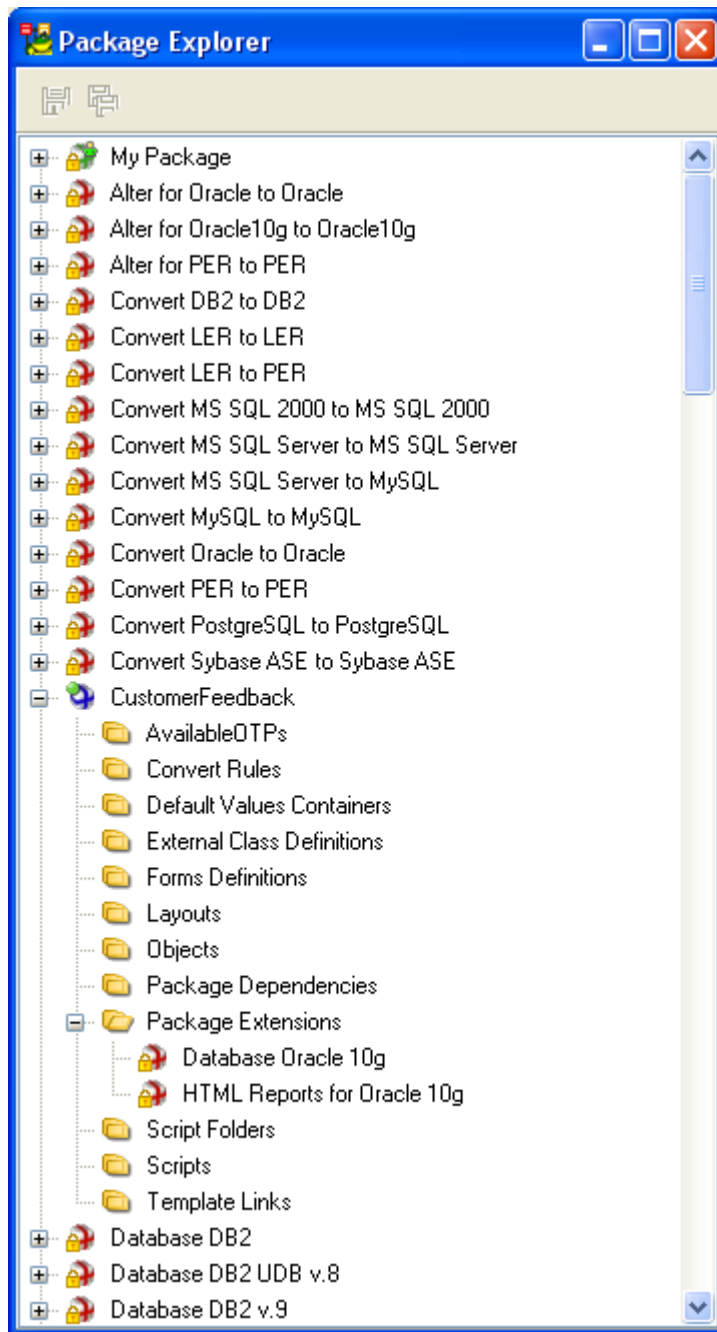 Package Explorer
My Package
Alter for Oracle to Oracle
Alter for Oracle10g to Oracle10g
Alter for PER to PER
Convert DB2 to DB2
Convert LER to LER
Convert LER to PER
Convert MS SQL 2000 to MS SQL 2000
Convert MS SQL Server to MS SQL Server
Convert MS SQL Server to MySQL
Convert MySQL to MySQL
Convert Oracle to Oracle
Convert PER to PER
Convert PostgreSQL to PostgreSQL
Convert Sybase ASE to Sybase ASE
CustomerFeedback
AvailableOTPs
Convert Rules
Default Values Containers
External Class Definitions
Forms Definitions
Layouts
Objects
Package Dependencies
Package Extensions
Database Oracle 10g
HTML Reports for Oracle 10g
Script Folders
Scripts
Template Links
Database DB2
Database DB2 UDB v.8
Database DB2 v.9